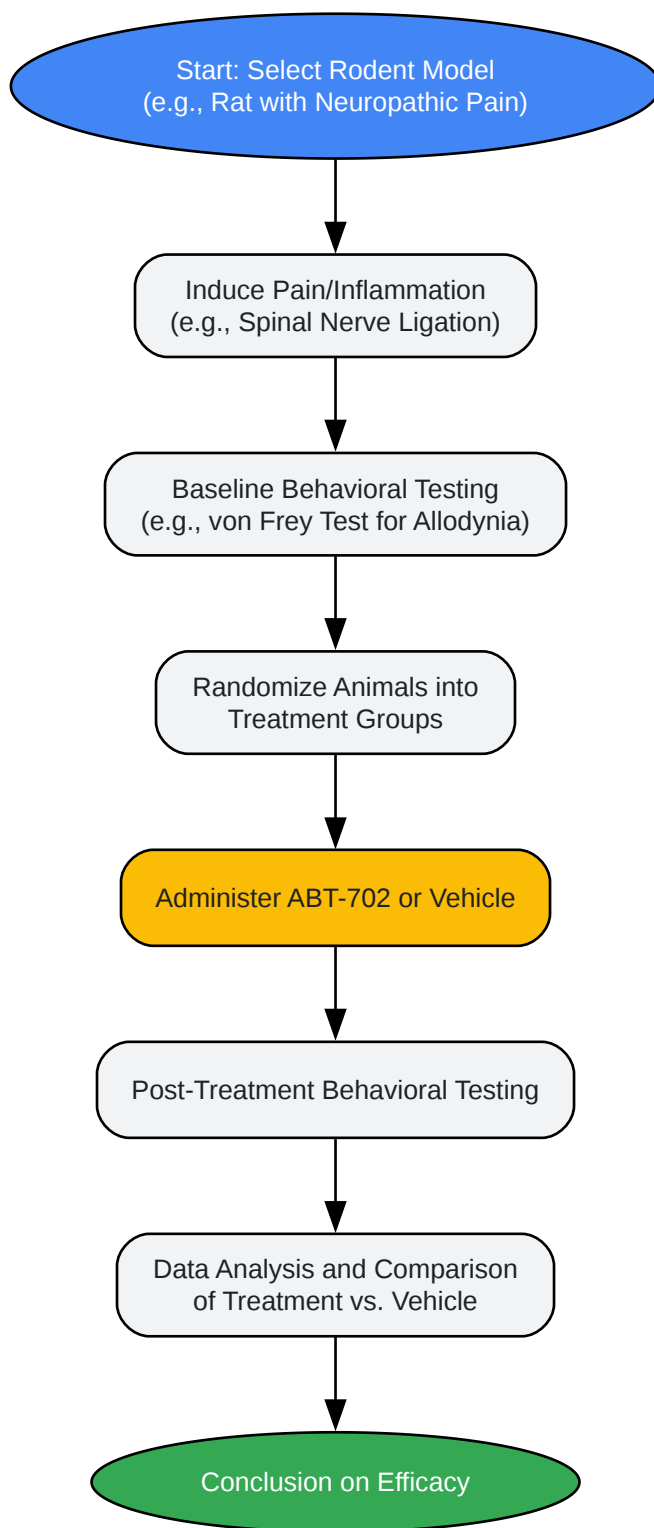 Start: Select Rodent Model
(e.g., Rat with Neuropathic Pain)
Induce Pain/Inflammation
(e.g., Spinal Nerve Ligation)
Baseline Behavioral Testing
(e.g., von Frey Test for Allodynia)
Randomize Animals into
Treatment Groups
Administer ABT-702 or Vehicle
Post-Treatment Behavioral Testing
Data Analysis and Comparison
of Treatment vs. Vehicle
Conclusion on Efficacy